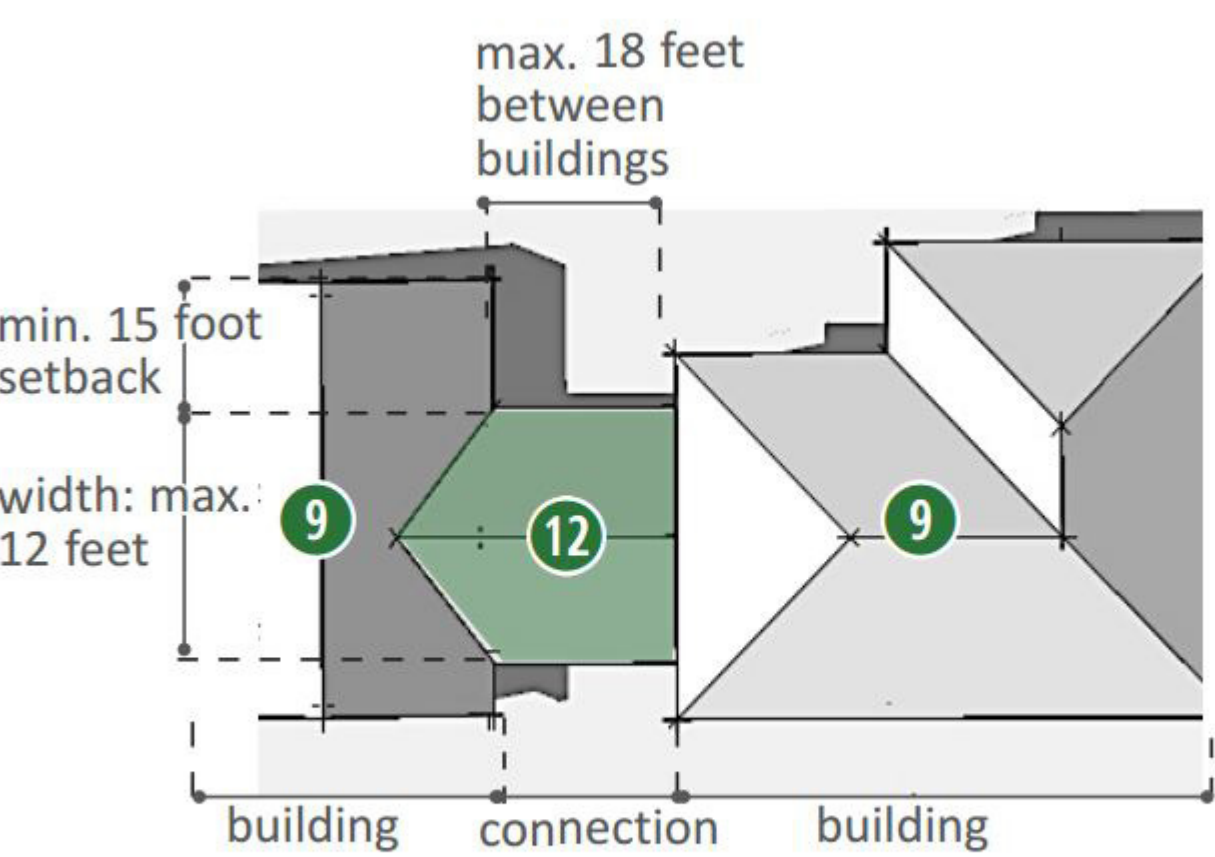 max. 18 feet
between
buildings
min. 15 foot
setback
width: max.
12 feet
9
12
9
building
connection
building